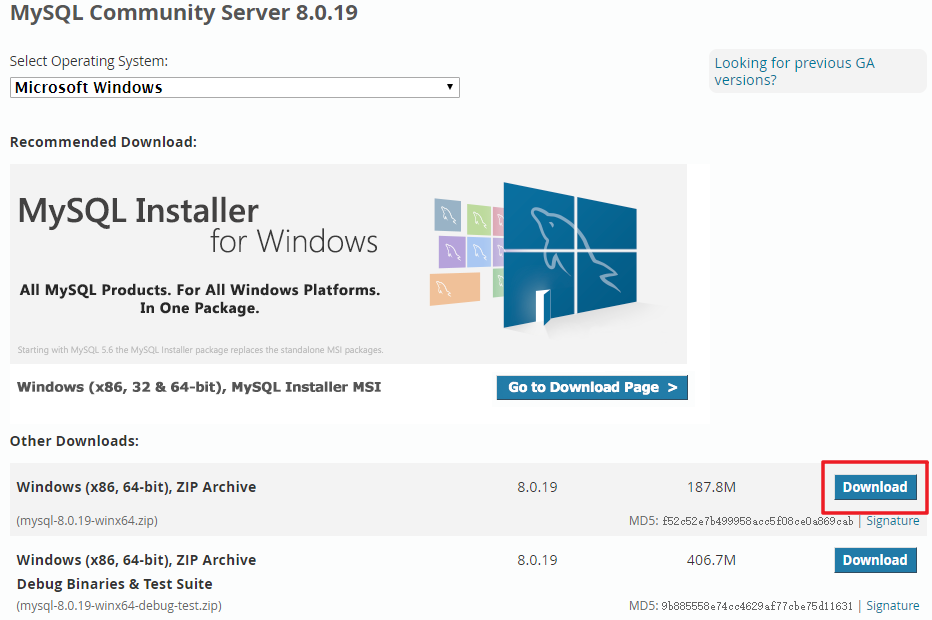 MySQL Community Server 8.0.19
Select Operating System:
Looking for previous GA
versions?
Microsoft Windows
Recommended Download:
MySQL Installer
for Windows
All MySQL Products. For All Windows Platforms.
In One Package.
Starting with MySQL 5.6 the MySQL Installer package replaces the standalone MSI packages.
Windows (x86, 32 & 64-bit), MySQL Installer MSI Go to Download Page >
Other Downloads:
Windows (x86, 64-bit), ZIP Archive 8.0.19 187.8M Download
(mysql-8.0.19-winx64.zip) MD5: f52c52e7b499958acc5f08ce0a869cab | Signature
Windows (x86, 64-bit), ZIP Archive 8.0.19 406.7M Download
Debug Binaries & Test Suite
(mysql-8.0.19-winx64-debug-test.zip) MD5: 9b885558e74cc4629af77cbe75d11631 | Signature